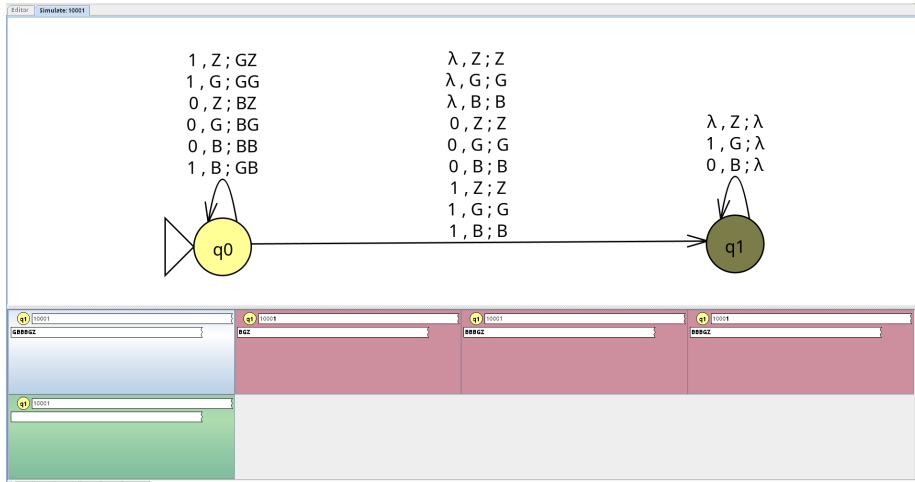 Editor Simulate: 10001
1 , Z ; GZ
1 , G ; GG
0 , Z ; BZ
0 , G ; BG
0 , B ; BB
1 , B ; GB
λ , Z ; Z
λ , G ; G
λ , B ; B
0 , Z ; Z
0 , G ; G
0 , B ; B
1 , Z ; Z
1 , G ; G
1 , B ; B
λ , Z ; λ
1 , G ; λ
0 , B ; λ
q0
q1
q1 10001
GBBBGZ
q1 10001
BGZ
q1 10001
BBBGZ
q1 10001
BBBGZ
q1 10001